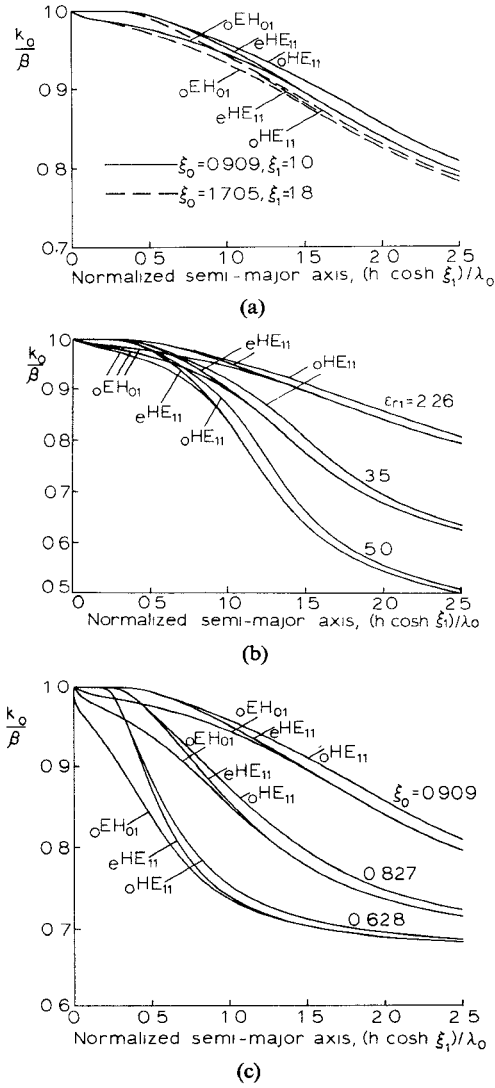 k₀/β
1.0
0.9
0.8
0.7
ₒEH₀₁
ₑHE₁₁
ₒHE₁₁
ₒEH₀₁
ₑHE₁₁
ₒHE₁₁
ξ₀=0.909, ξ₁=1.0
ξ₀=1.705, ξ₁=1.8
0 0.5 1.0 1.5 2.0 2.5
Normalized semi-major axis, (h cosh ξ₁)/λ₀
(a)
k₀/β
1.0
0.9
0.8
0.7
0.6
0.5
ₑHE₁₁
ₒHE₁₁
ₒEH₀₁
ₑHE₁₁
ₒHE₁₁
εr₁=2.26
3.5
5.0
0 0.5 1.0 1.5 2.0 2.5
Normalized semi-major axis, (h cosh ξ₁)/λ₀
(b)
k₀/β
1.0
0.9
0.8
0.7
0.6
ₒEH₀₁
ₑHE₁₁
ₒHE₁₁
ₒEH₀₁
ₑHE₁₁
ₒHE₁₁
ξ₀=0.909
ₒEH₀₁
ₑHE₁₁
ₒHE₁₁
0.827
0.628
0 0.5 1.0 1.5 2.0 2.5
Normalized semi-major axis, (h cosh ξ₁)/λ₀
(c)